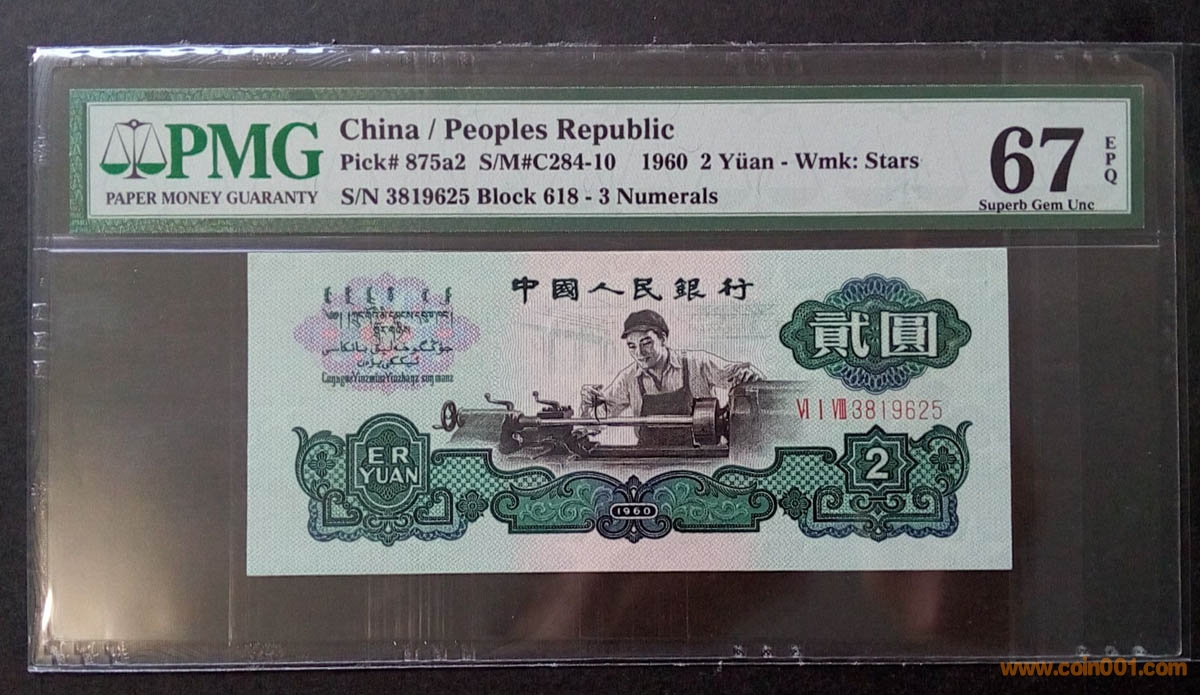 PMG
PAPER MONEY GUARANTY
China / Peoples Republic
Pick# 875a2 S/M#C284-10 1960 2 Yüan - Wmk: Stars
S/N 3819625 Block 618 - 3 Numerals
67
EPQ
Superb Gem Unc
中國人民銀行
貳圓
VI I VIII 3819625
ER
YUAN
2
1960
www.coin001.com